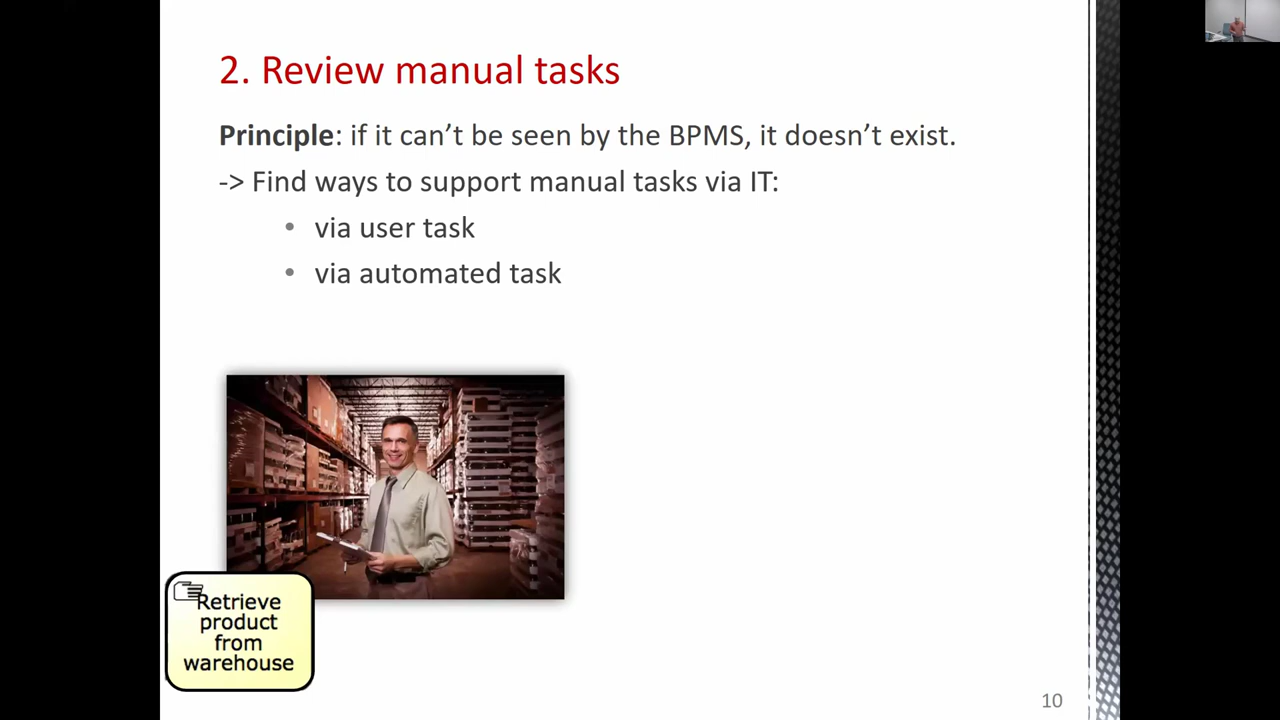 2. Review manual tasks
Principle: if it can’t be seen by the BPMS, it doesn’t exist.
-> Find ways to support manual tasks via IT:
• via user task
• via automated task
Retrieve
product
from
warehouse
10